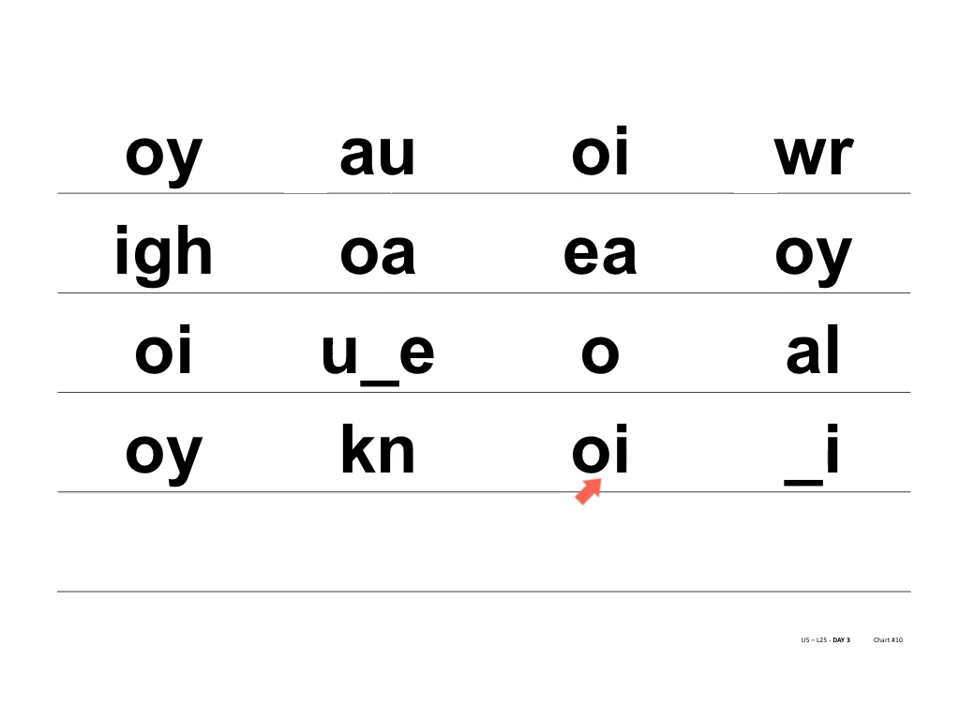 oy au oi wr
igh oa ea oy
oi u_e o al
oy kn oi _i
U5 – L25 - DAY 3 Chart #10